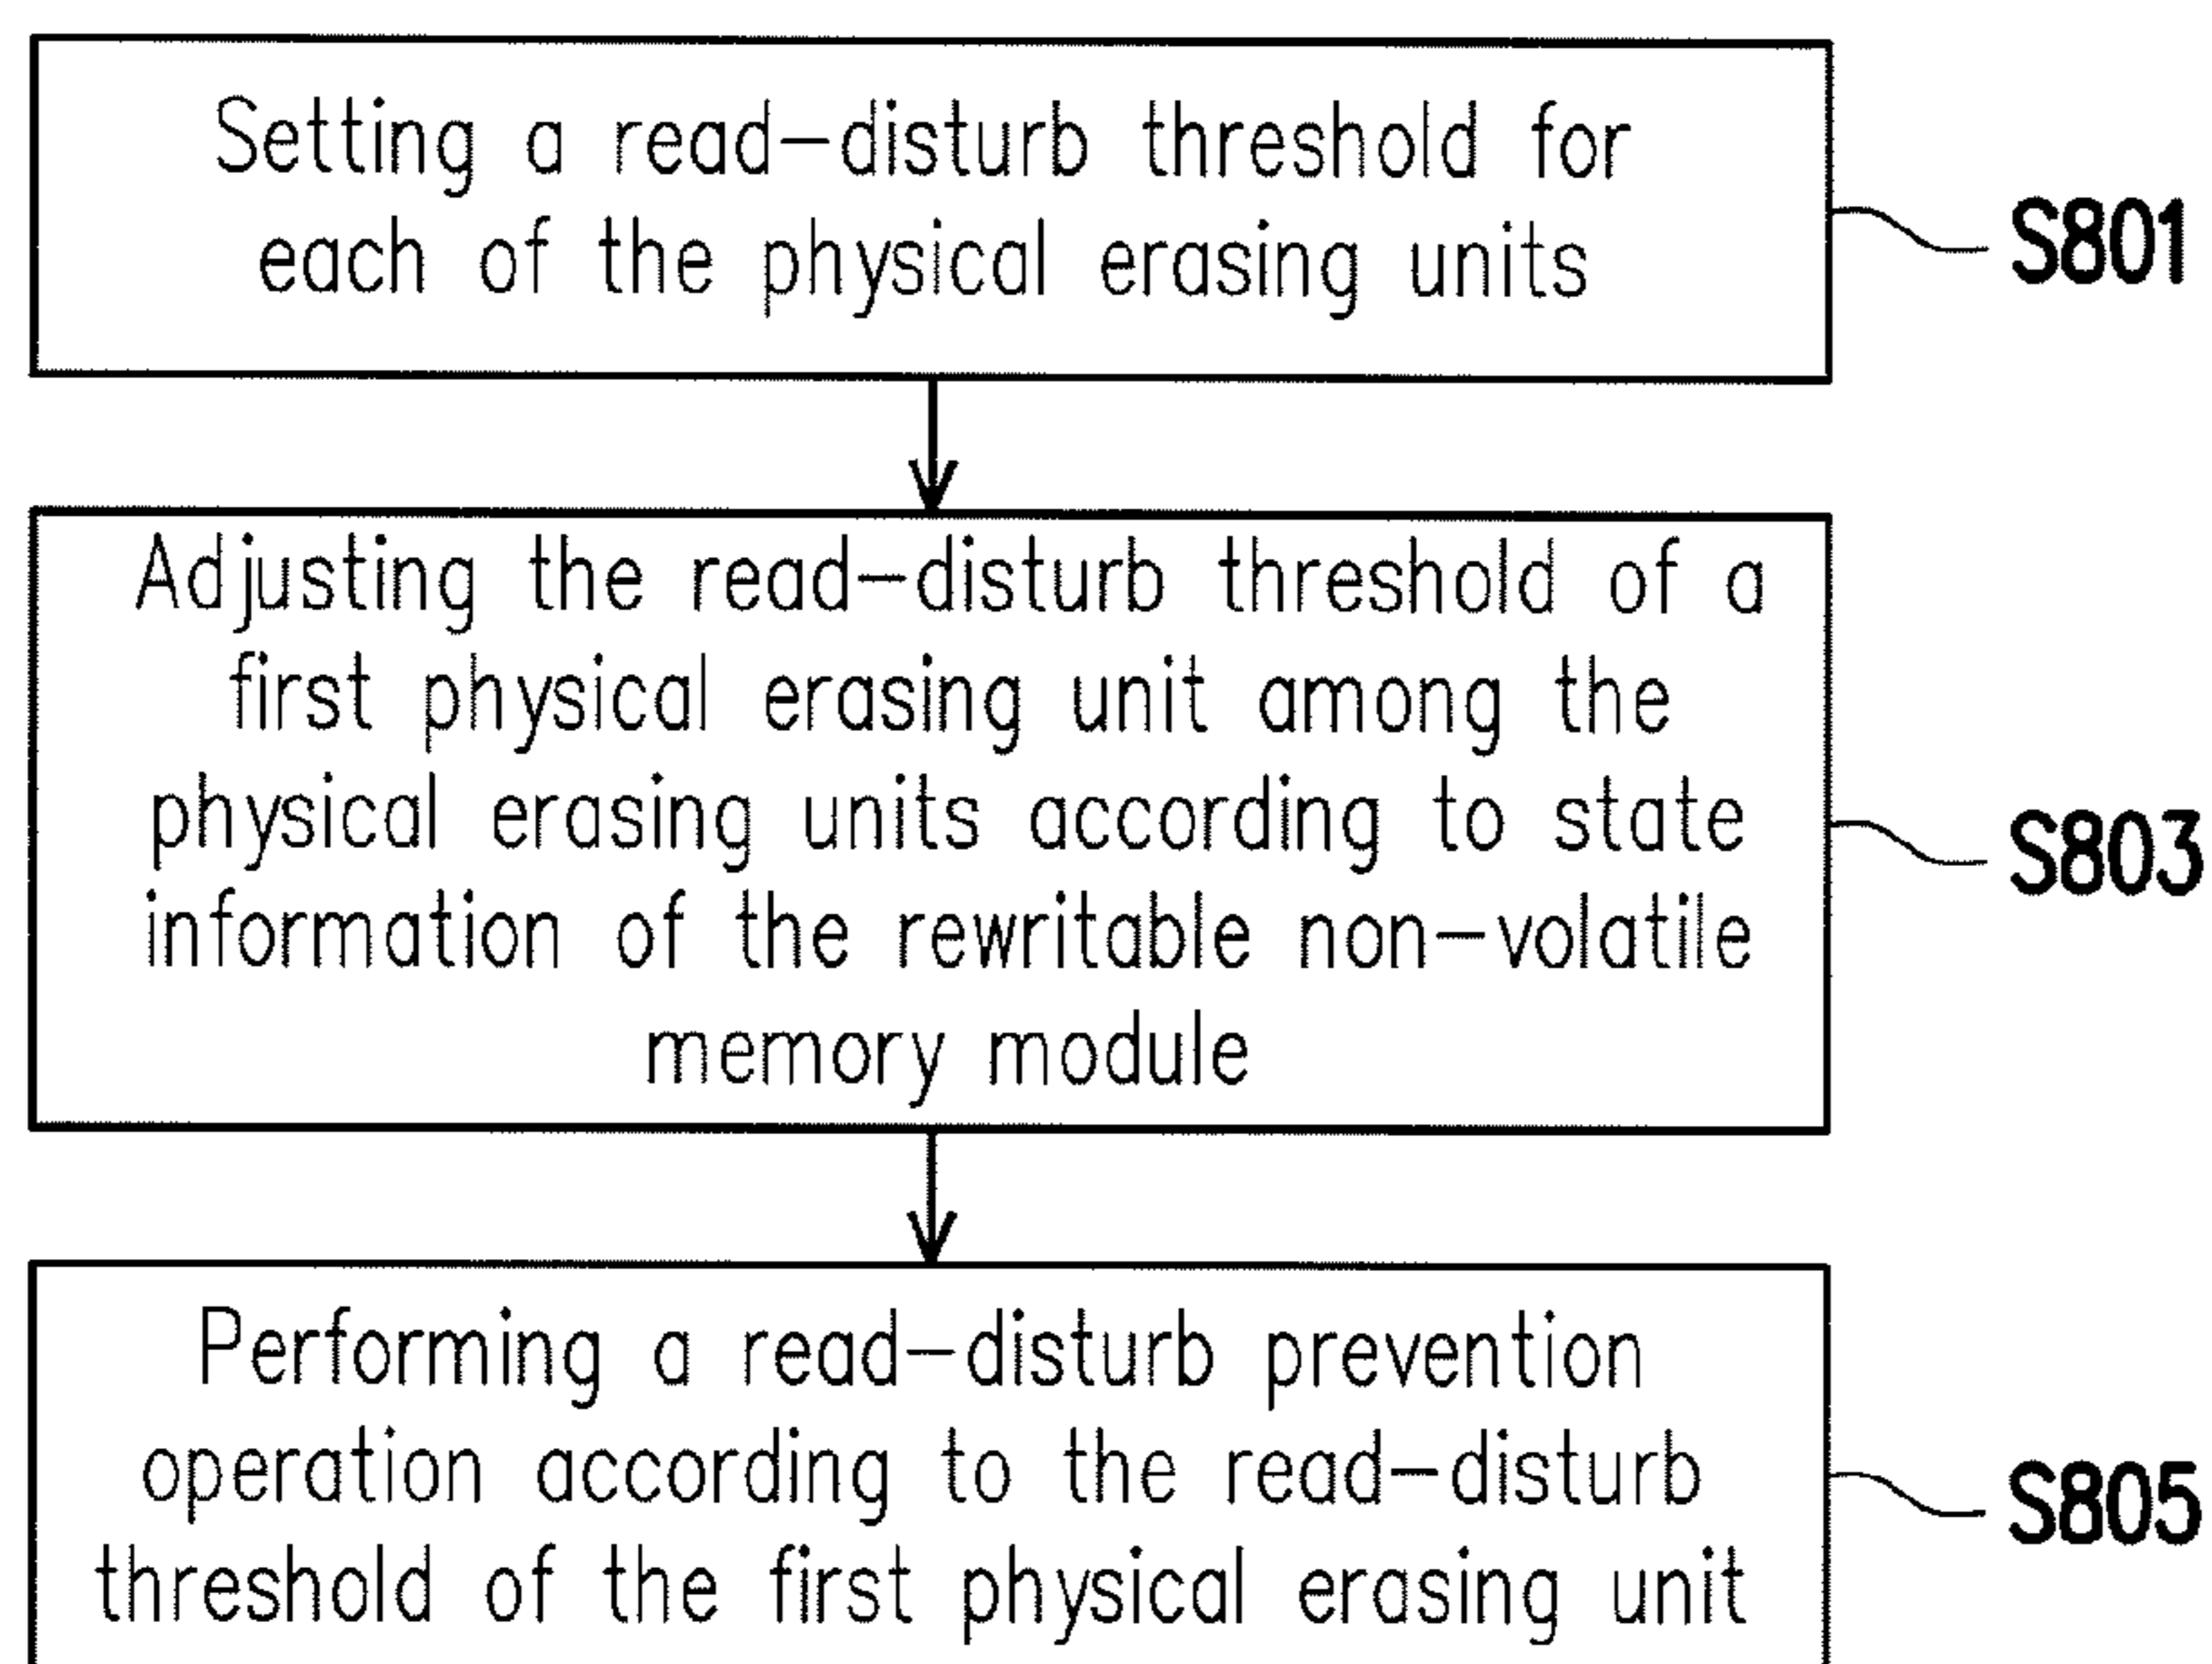 Setting a read-disturb threshold for
each of the physical erasing units
S801
Adjusting the read-disturb threshold of a
first physical erasing unit among the
physical erasing units according to state
information of the rewritable non-volatile
memory module
S803
Performing a read-disturb prevention
operation according to the read-disturb
threshold of the first physical erasing unit
S805